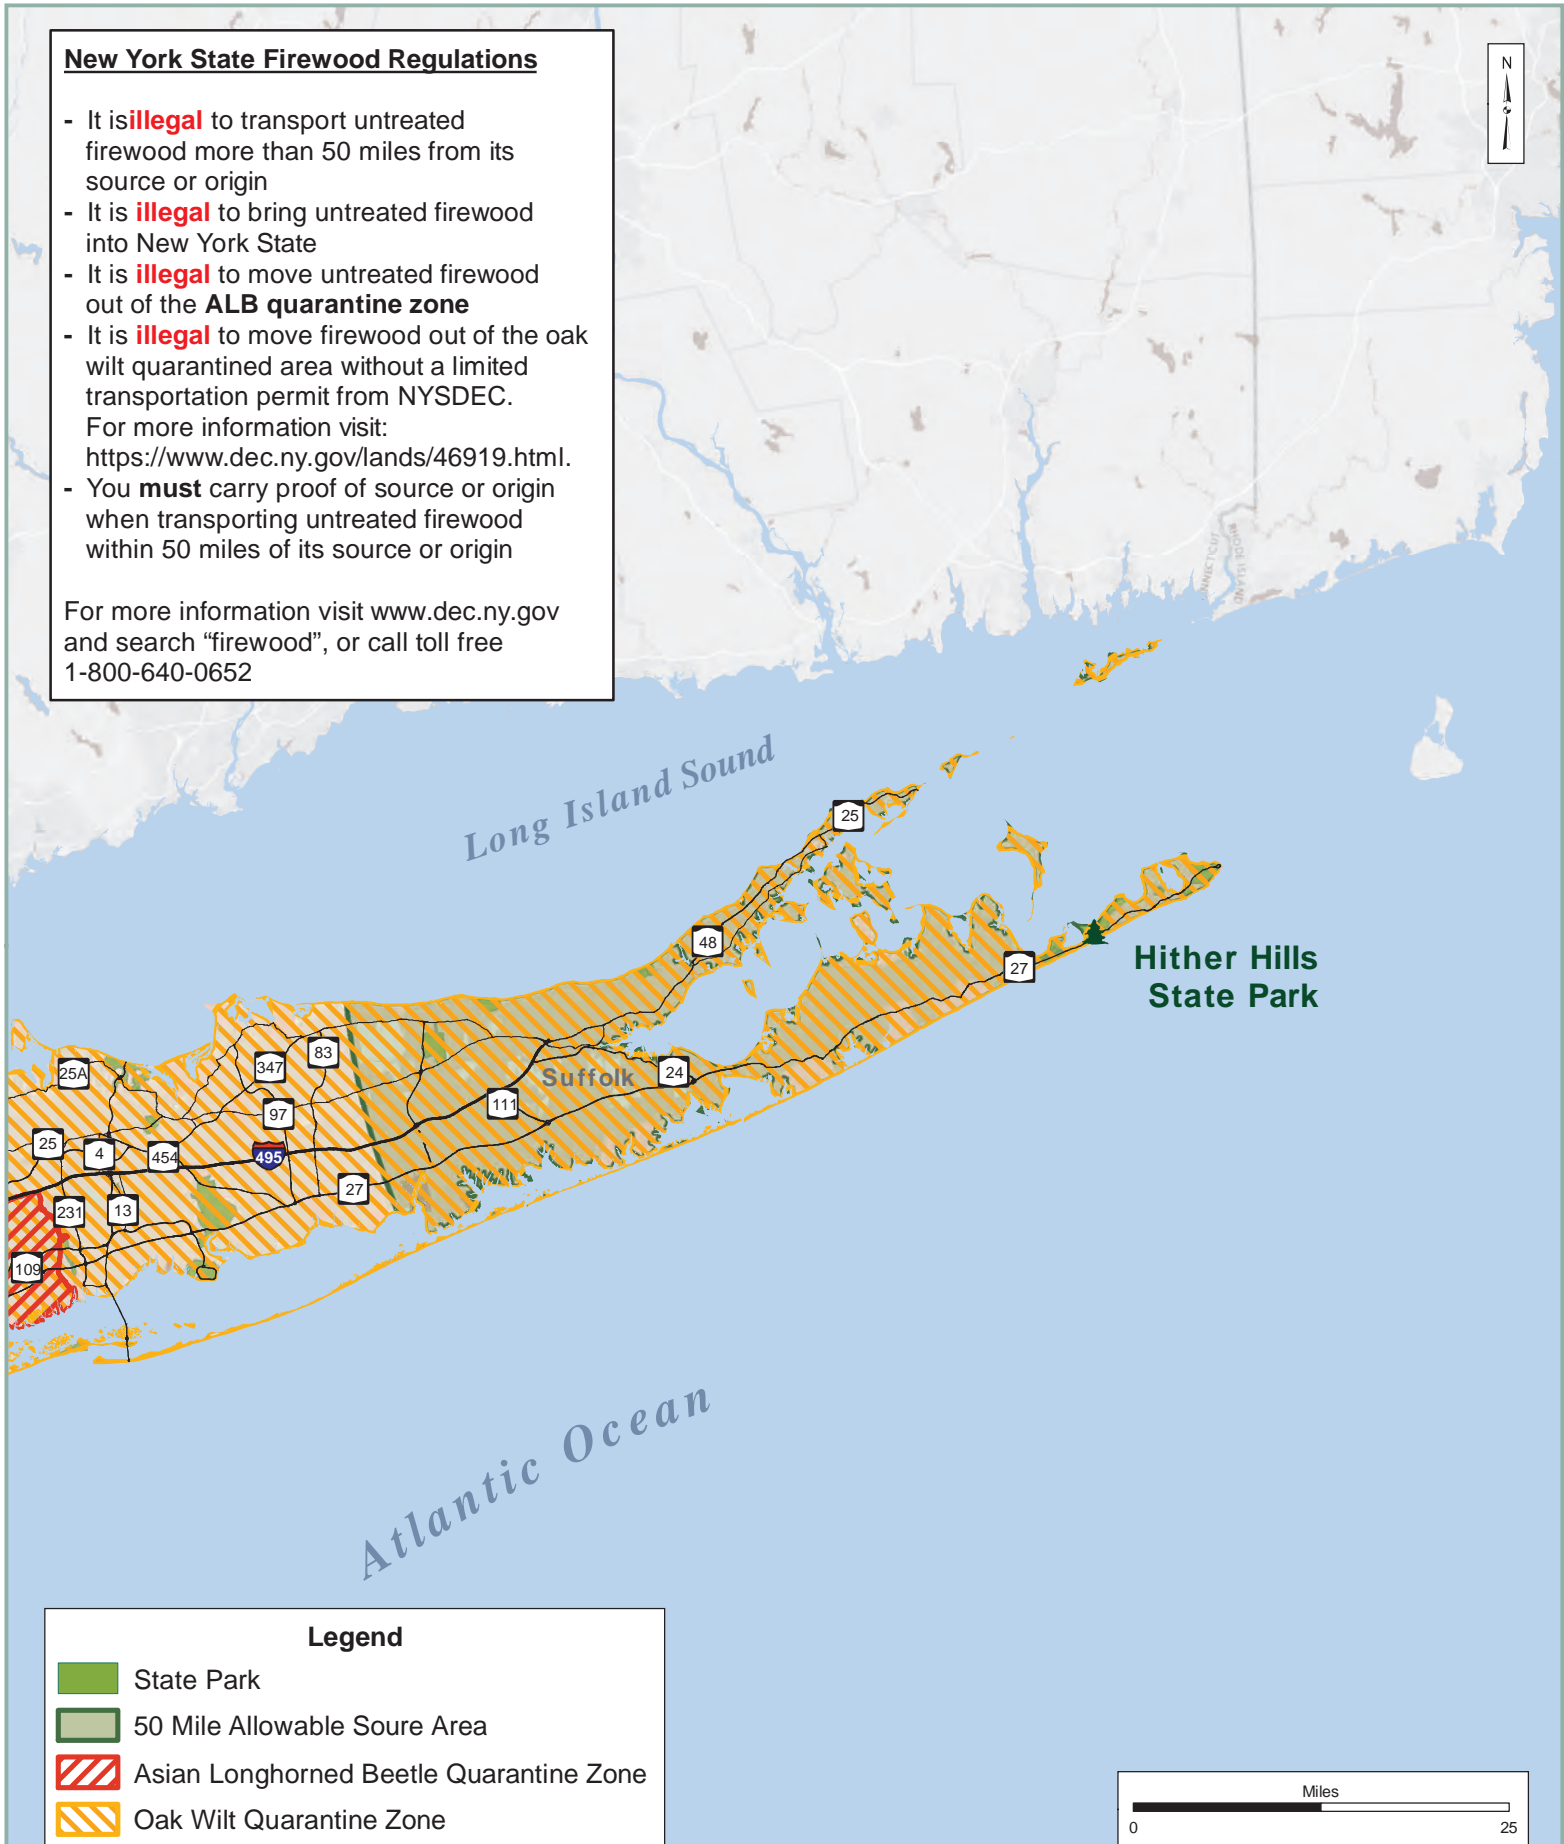 New York State Firewood Regulations
- It isillegal to transport untreated
firewood more than 50 miles from its
source or origin
- It is illegal to bring untreated firewood
into New York State
- It is illegal to move untreated firewood
out of the ALB quarantine zone
- It is illegal to move firewood out of the oak
wilt quarantined area without a limited
transportation permit from NYSDEC.
For more information visit:
https://www.dec.ny.gov/lands/46919.html.
- You must carry proof of source or origin
when transporting untreated firewood
within 50 miles of its source or origin
For more information visit www.dec.ny.gov
and search “firewood”, or call toll free
1-800-640-0652
N
RHODE ISLAND
Long Island Sound
25
48
27
Hither Hills
State Park
83
347
25A
Suffolk
24
111
97
25
4
454
495
27
231
13
109
Atlantic Ocean
Legend
State Park
50 Mile Allowable Soure Area
Asian Longhorned Beetle Quarantine Zone
Oak Wilt Quarantine Zone
Miles
0
25